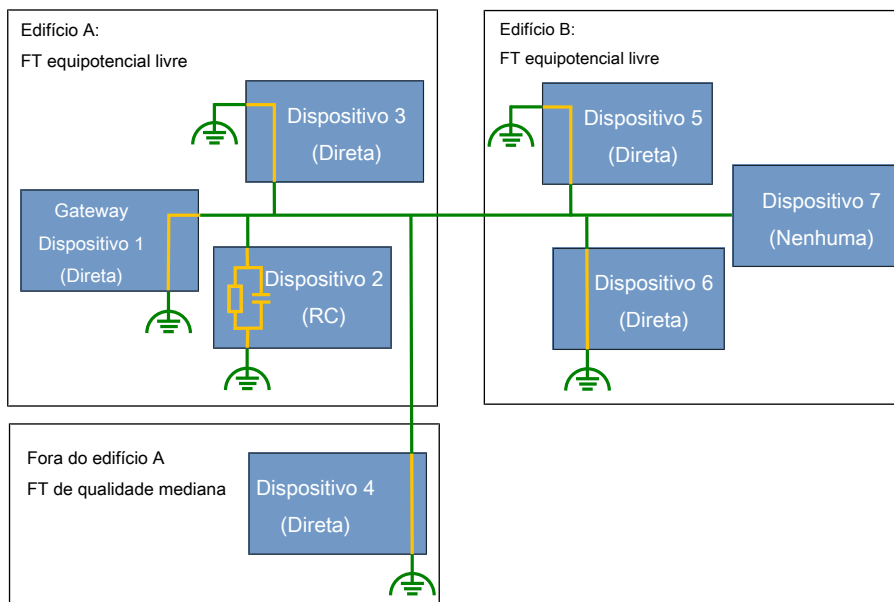 Edifício A:
FT equipotencial livre
Dispositivo 3
(Direta)
Gateway
Dispositivo 1
(Direta)
Dispositivo 2
(RC)
Edifício B:
FT equipotencial livre
Dispositivo 5
(Direta)
Dispositivo 7
(Nenhuma)
Dispositivo 6
(Direta)
Fora do edifício A
FT de qualidade mediana
Dispositivo 4
(Direta)